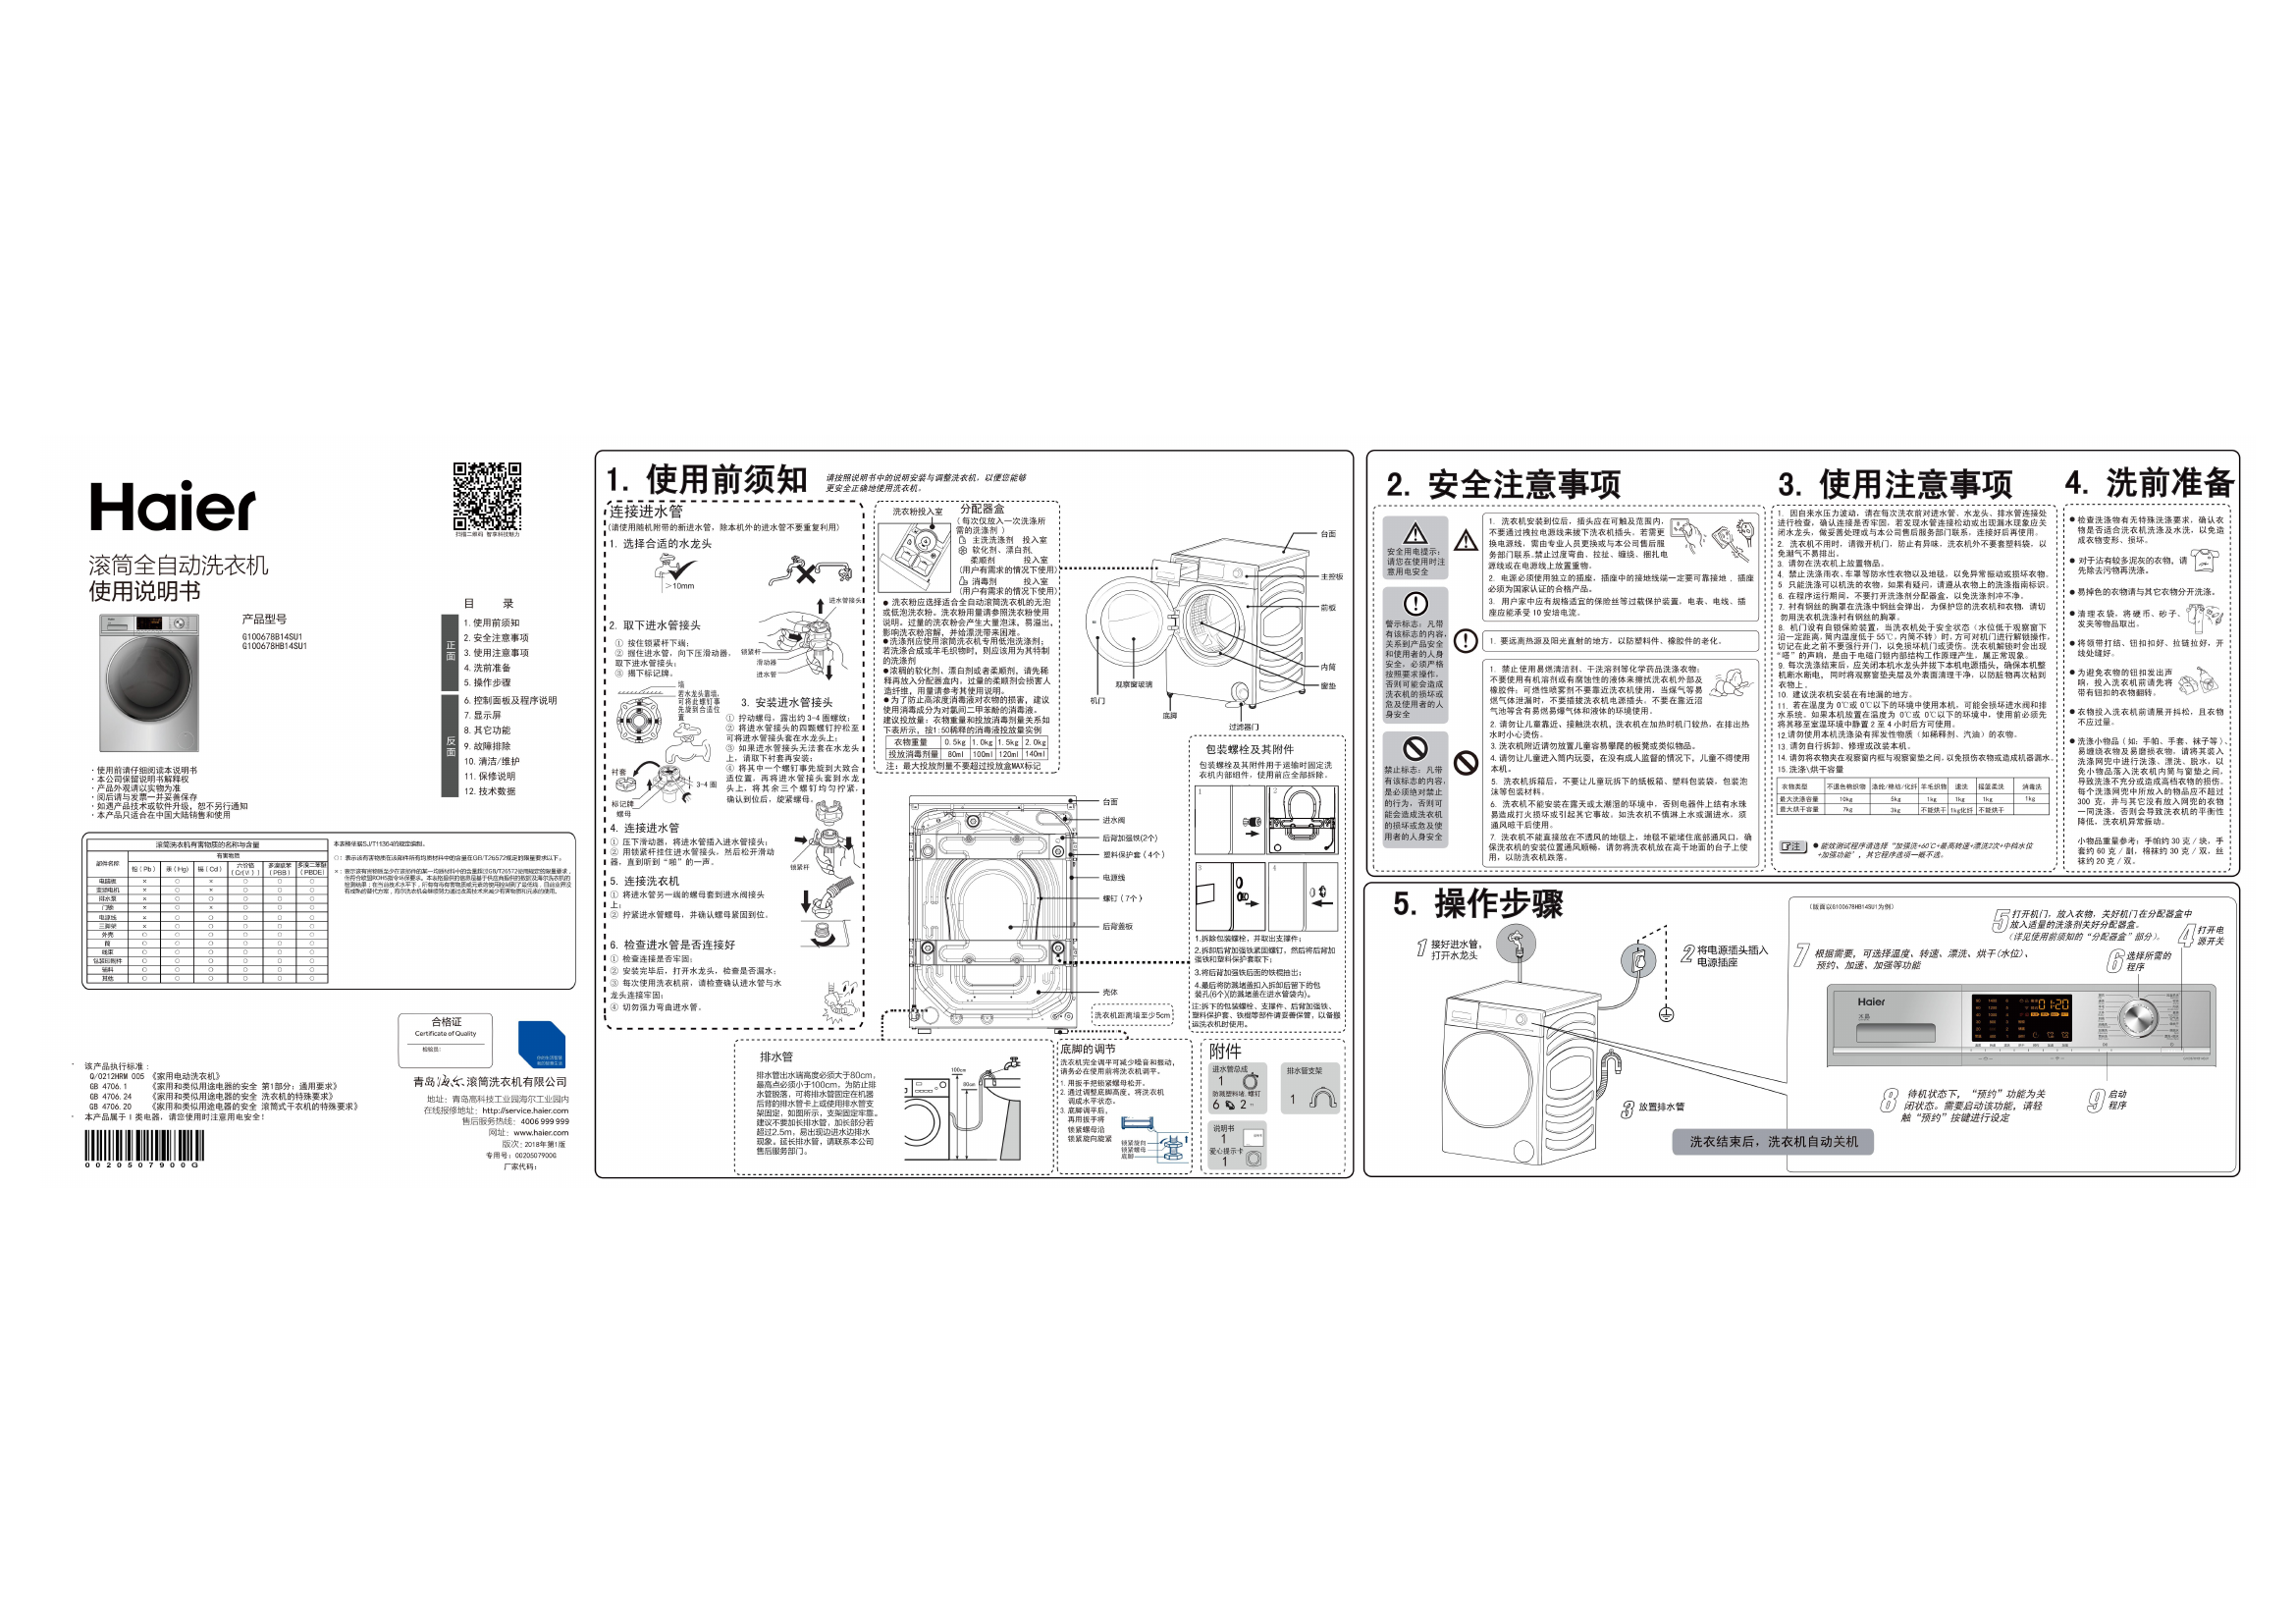 Haier
滚筒全自动洗衣机
使用说明书
扫描二维码 智享科技魅力
产品型号
G100678B14SU1
G100678HB14SU1
目 录
正面
1. 使用前须知
2. 安全注意事项
3. 使用注意事项
4. 洗前准备
5. 操作步骤
反面
6. 控制面板及程序说明
7. 显示屏
8. 其它功能
9. 故障排除
10. 清洁/维护
11. 保修说明
12. 技术数据
· 使用前请仔细阅读本说明书
· 本公司保留说明书解释权
· 产品外观请以实物为准
· 阅后请与发票一并妥善保存
· 如遇产品技术或软件升级，恕不另行通知
· 本产品只适合在中国大陆销售和使用
滚筒洗衣机有害物质的名称与含量
部件名称 有害物质
铅（Pb） 汞（Hg） 镉（Cd） 六价铬（Cr(VI)） 多溴联苯（PBB） 多溴二苯醚（PBDE）
电脑板 × ○ × ○ ○ ○
变频电机 × ○ × ○ ○ ○
排水泵 × ○ ○ ○ ○ ○
门锁 × ○ × ○ ○ ○
电源线 × ○ ○ ○ ○ ○
三脚架 × ○ ○ ○ ○ ○
外壳 ○ ○ ○ ○ ○ ○
筒 ○ ○ ○ ○ ○ ○
线束 ○ ○ ○ ○ ○ ○
包装印刷件 ○ ○ ○ ○ ○ ○
辅料 ○ ○ ○ ○ ○ ○
其他 ○ ○ ○ ○ ○ ○
本表格依据SJ/T11364的规定编制。
○：表示该有害物质在该部件所有均质材料中的含量在GB/T26572规定的限量要求以下。
合格证
Certificate of Quality
检验员：
青岛海尔滚筒洗衣机有限公司
地址：青岛高科技工业园海尔工业园内
在线报修地址：http://service.haier.com
售后服务热线：4006 999 999
网址：www.haier.com
版次：2018年第1版
专用号：0020507900G
厂家代码：
· 该产品执行标准：
Q/0212HRM 005 《家用电动洗衣机》
GB 4706.1 《家用和类似用途电器的安全 第1部分：通用要求》
GB 4706.24 《家用和类似用途电器的安全 洗衣机的特殊要求》
GB 4706.20 《家用和类似用途电器的安全 滚筒式干衣机的特殊要求》
· 本产品属于 I 类电器，请您使用时注意用电安全！
0020507900G
1. 使用前须知
请按照说明书中的说明安装与调整洗衣机，以便您能够
更安全正确地使用洗衣机。
连接进水管
(请使用随机附带的新进水管，除本机外的进水管不要重复利用)
1. 选择合适的水龙头
>10mm
2. 取下进水管接头
① 按住锁紧杆下端；
② 握住进水管，向下压滑动器，
取下进水管接头；
③ 揭下标记牌。
进水管接头
锁紧杆
滑动器
进水管
墙
若水龙头靠墙，
可将此螺钉事
先旋到合适位
置
3. 安装进水管接头
① 拧动螺母，露出约 3-4 圈螺纹；
② 将进水管接头的四颗螺钉拧松至
可将进水管接头套在水龙头上；
③ 如果进水管接头无法套在水龙头
上，请取下衬套再安装；
④ 将其中一个螺钉事先旋到大致合
适位置，再将进水管接头套到水龙
头上，将其余三个螺钉均匀拧紧，
确认到位后，旋紧螺母。
衬套
3-4 圈
标记牌
螺母
4. 连接进水管
① 压下滑动器，将进水管插入进水管接头；
② 用锁紧杆挂住进水管接头，然后松开滑动
器，直到听到“啪”的一声。
锁紧杆
5. 连接洗衣机
① 将进水管另一端的螺母套到进水阀接头
上；
② 拧紧进水管螺母，并确认螺母紧固到位。
6. 检查进水管是否连接好
① 检查连接是否牢固；
② 安装完毕后，打开水龙头，检查是否漏水；
③ 每次使用洗衣机前，请检查确认进水管与水
龙头连接牢固；
④ 切勿强力弯曲进水管。
洗衣粉投入室
分配器盒
（每次仅放入一次洗涤所
需的洗涤剂 ）
主洗洗涤剂 投入室
软化剂、漂白剂、
柔顺剂 投入室
(用户有需求的情况下使用)
消毒剂 投入室
(用户有需求的情况下使用)
● 洗衣粉应选择适合全自动滚筒洗衣机的无泡
或低泡洗衣粉。洗衣粉用量请参照洗衣粉使用
说明。过量的洗衣粉会产生大量泡沫，易溢出，
影响洗衣粉溶解，并给漂洗带来困难。
●洗涤剂应使用滚筒洗衣机专用低泡洗涤剂；
若洗涤合成或羊毛织物时，则应该用为其特制
的洗涤剂
●浓稠的软化剂、漂白剂或者柔顺剂，请先稀
释再放入分配器盒内，过量的柔顺剂会损害人
造纤维，用量请参考其使用说明。
●为了防止高浓度消毒液对衣物的损害，建议
使用消毒成分为对氯间二甲苯酚的消毒液。
建议投放量：衣物重量和投放消毒剂量关系如
下表所示，按1:50稀释的消毒液投放量实例
衣物重量 0.5kg 1.0kg 1.5kg 2.0kg
投放消毒剂量 80ml 100ml 120ml 140ml
注：最大投放剂量不要超过投放盒MAX标记
台面
主控板
前板
内筒
窗垫
观察窗玻璃
机门
底脚
过滤器门
包装螺栓及其附件
包装螺栓及其附件用于运输时固定洗
衣机内部组件，使用前应全部拆除。
1
2
3
4
1.拆除包装螺栓，并取出支撑件；
2.拆卸后背加强铁紧固螺钉，然后将后背加
强铁和塑料保护套取下；
3.将后背加强铁后面的铁棍抽出；
4.最后将防溅堵盖扣入拆卸后留下的包
装孔(6个)(防溅堵盖在进水管袋内)。
注:拆下的包装螺栓、支撑件、后背加强铁、
塑料保护套、铁棍等部件请妥善保管，以备搬
运洗衣机时使用。
台面
进水阀
后背加强铁(2个)
塑料保护套（4个）
电源线
螺钉（7个）
后背盖板
壳体
洗衣机距离墙至少5cm
排水管
排水管出水端高度必须大于80cm，
最高点必须小于100cm，为防止排
水管脱落，可将排水管固定在机器
后背的排水管卡上或使用排水管支
架固定，如图所示，支架固定牢靠。
建议不要加长排水管，加长部分若
超过2.5m，易出现边进水边排水
现象。延长排水管，请联系本公司
售后服务部门。
100cm
80cm
底脚的调节
洗衣机完全调平可减少噪音和振动，
请务必在使用前将洗衣机调平。
1. 用扳手把锁紧螺母松开。
2. 通过调整底脚高度，将洗衣机
调成水平状态。
3. 底脚调平后，
再用扳手将
锁紧螺母沿
锁紧旋向旋紧
锁紧旋向
锁紧螺母
底脚
附件
进水管总成
1
防溅塑料堵 螺钉
6 2
排水管支架
1
说明书
1
爱心提示卡
1
2. 安全注意事项
安全用电提示：
请您在使用时注
意用电安全
1. 洗衣机安装到位后，插头应在可触及范围内，
不要通过拽拉电源线来拔下洗衣机插头。若需更
换电源线，需由专业人员更换或与本公司售后服
务部门联系,禁止过度弯曲、拉扯、缠绕、捆扎电
源线或在电源线上放置重物。
2. 电源必须使用独立的插座，插座中的接地线端一定要可靠接地 ，插座
必须为国家认证的合格产品。
3. 用户家中应有规格适宜的保险丝等过载保护装置，电表、电线、插
座应能承受 10 安培电流。
警示标志：凡带
有该标志的内容，
关系到产品安全
和使用者的人身
安全，必须严格
按照要求操作，
否则可能会造成
洗衣机的损坏或
危及使用者的人
身安全
1. 要远离热源及阳光直射的地方，以防塑料件、橡胶件的老化。
禁止标志：凡带
有该标志的内容，
是必须绝对禁止
的行为，否则可
能会造成洗衣机
的损坏或危及使
用者的人身安全
1. 禁止使用易燃清洁剂、干洗溶剂等化学药品洗涤衣物；
不要使用有机溶剂或有腐蚀性的液体来擦拭洗衣机外部及
橡胶件；可燃性喷雾剂不要靠近洗衣机使用，当煤气等易
燃气体泄漏时，不要插拔洗衣机电源插头，不要在靠近沼
气池等含有易燃易爆气体和液体的环境使用。
2. 请勿让儿童靠近、接触洗衣机，洗衣机在加热时机门较热，在排出热
水时小心烫伤。
3. 洗衣机附近请勿放置儿童容易攀爬的板凳或类似物品。
4. 请勿让儿童进入筒内玩耍，在没有成人监督的情况下，儿童不得使用
本机。
5. 洗衣机拆箱后，不要让儿童玩拆下的纸板箱、塑料包装袋，包装泡
沫等包装材料。
6. 洗衣机不能安装在露天或太潮湿的环境中，否则电器件上结有水珠
易造成打火损坏或引起其它事故，如洗衣机不慎淋上水或漏进水，须
通风晾干后使用。
7. 洗衣机不能直接放在不透风的地毯上，地毯不能堵住底部通风口，确
保洗衣机的安装位置通风顺畅，请勿将洗衣机放在高于地面的台子上使
用，以防洗衣机跌落。
3. 使用注意事项
1. 因自来水压力波动，请在每次洗衣前对进水管、水龙头、排水管连接处
进行检查，确认连接是否牢固，若发现水管连接松动或出现漏水现象应关
闭水龙头，做妥善处理或与本公司售后服务部门联系，连接好后再使用。
2. 洗衣机不用时，请微开机门，防止有异味，洗衣机外不要套塑料袋，以
免潮气不易排出。
3. 请勿在洗衣机上放置物品。
4. 禁止洗涤雨衣、车罩等防水性衣物以及地毯，以免异常振动或损坏衣物。
5. 只能洗涤可以机洗的衣物，如果有疑问，请遵从衣物上的洗涤指南标识。
6. 在程序运行期间，不要打开洗涤剂分配器盒，以免洗涤剂冲不净。
7. 衬有钢丝的胸罩在洗涤中钢丝会弹出，为保护您的洗衣机和衣物，请切
勿用洗衣机洗涤衬有钢丝的胸罩。
8. 机门设有自锁保险装置，当洗衣机处于安全状态（水位低于观察窗下
沿一定距离，筒内温度低于 55℃，内筒不转）时，方可对机门进行解锁操作，
切记在此之前不要强行开门，以免损坏机门或烫伤。洗衣机解锁时会出现
“嗒”的声响，是由于电磁门锁内部结构工作原理产生，属正常现象。
9. 每次洗涤结束后，应关闭本机水龙头并拔下本机电源插头，确保本机整
机断水断电，同时将观察窗垫夹层及外表面清理干净，以防脏物再次粘到
衣物上。
10. 建议洗衣机安装在有地漏的地方。
11. 若在温度为 0℃或 0℃以下的环境中使用本机，可能会损坏进水阀和排
水系统。如果本机放置在温度为 0℃或 0℃以下的环境中，使用前必须先
将其移至室温环境中静置 2 至 4 小时后方可使用。
12.请勿使用本机洗涤染有挥发性物质（如稀释剂、汽油）的衣物。
13. 请勿自行拆卸、修理或改装本机。
14. 请勿将衣物夹在观察窗内框与观察窗垫之间,以免损伤衣物或造成机器漏水。
15. 洗涤\烘干容量
衣物类型 不退色棉织物 涤纶/棉纺/化纤 羊毛织物 速洗 摇篮柔洗 消毒洗
最大洗涤容量 10kg 5kg 1kg 1kg 1kg 1kg
最大烘干容量 7kg 3kg 不能烘干 1kg化纤 不能烘干
注
● 能效测试程序请选择“加强洗+60℃+最高转速+漂洗2次+中档水位
+加强功能”，其它程序选项一概不选。
4. 洗前准备
● 检查洗涤物有无特殊洗涤要求，确认衣
物是否适合洗衣机洗涤及水洗，以免造
成衣物变形、损坏。
● 对于沾有较多泥灰的衣物，请
先除去污物再洗涤。
● 易掉色的衣物请与其它衣物分开洗涤。
● 清理衣袋，将硬币、砂子、
发夹等物品取出。
● 将领带打结、钮扣扣好、拉链拉好，开
线处缝好。
● 为避免衣物的钮扣发出声
响，投入洗衣机前请先将
带有钮扣的衣物翻转。
● 衣物投入洗衣机前请展开抖松，且衣物
不应过量。
● 洗涤小物品（如：手帕、手套、袜子等）、
易缠绕衣物及易磨损衣物，请将其装入
洗涤网兜中进行洗涤、漂洗、脱水，以
免小物品落入洗衣机内筒与窗垫之间，
导致洗涤不充分或造成高档衣物的损伤。
每个洗涤网兜中所放入的物品应不超过
300 克，并与其它没有放入网兜的衣物
一同洗涤，否则会导致洗衣机的平衡性
降低，洗衣机异常振动。
小物品重量参考：手帕约 30 克 / 块，手
套约 60 克 / 副，棉袜约 30 克 / 双，丝
袜约 20 克 / 双。
5. 操作步骤
1 接好进水管，
打开水龙头
2 将电源插头插入
电源插座
3 放置排水管
（版面以G100678HB14SU1为例）
5 打开机门，放入衣物，关好机门在分配器盒中
放入适量的洗涤剂关好分配器盒。
（详见使用前须知的“分配器盒”部分）。
4 打开电
源开关
7 根据需要，可选择温度、转速、漂洗、烘干(水位)、
预约、加速、加强等功能
6 选择所需的
程序
Haier
水晶
0 1:20
8 待机状态下，“预约”功能为关
闭状态。需要启动该功能，请轻
触“预约”按键进行设定
9 启动
程序
洗衣结束后，洗衣机自动关机